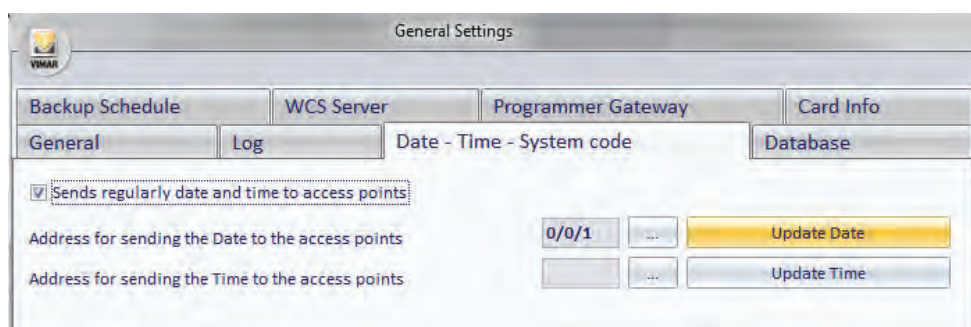 General Settings
VIMAR
Backup Schedule WCS Server Programmer Gateway Card Info
General Log Date - Time - System code Database
Sends regularly date and time to access points
Address for sending the Date to the access points 0/0/1 ... Update Date
Address for sending the Time to the access points ... Update Time